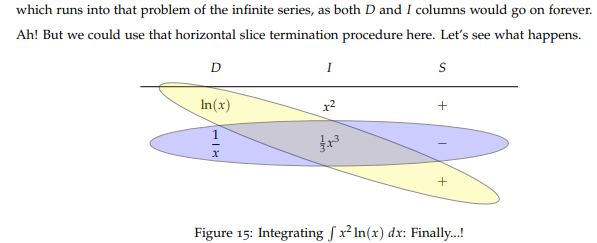 which runs into that problem of the infinite series, as both D and I columns would go on forever.
Ah! But we could use that horizontal slice termination procedure here. Let's see what happens.
D I S
ln(x) x² +
1/x ⅓x³ −
+
Figure 15: Integrating ∫ x² ln(x) dx: Finally...!